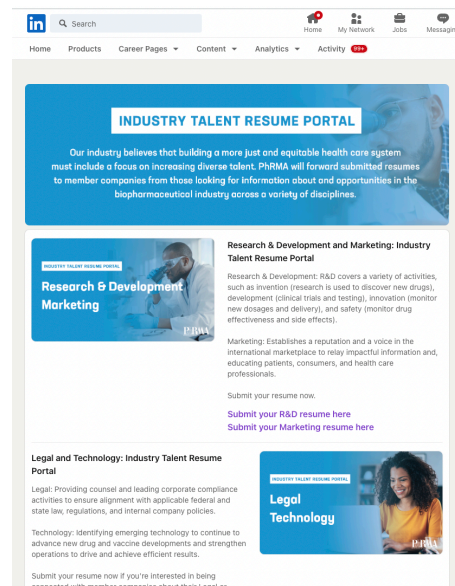 in
Search
Home
My Network
Jobs
Messagin
Home
Products
Career Pages
Content
Analytics
Activity
99+
INDUSTRY TALENT RESUME PORTAL
Our industry believes that building a more just and equitable health care system
must include a focus on increasing diverse talent. PhRMA will forward submitted resumes
to member companies from those looking for information about and opportunities in the
biopharmaceutical industry across a variety of disciplines.
INDUSTRY TALENT RESUME PORTAL
Research & Development
Marketing
PhRMA
Research & Development and Marketing: Industry
Talent Resume Portal
Research & Development: R&D covers a variety of activities,
such as invention (research is used to discover new drugs),
development (clinical trials and testing), innovation (monitor
new dosages and delivery), and safety (monitor drug
effectiveness and side effects).
Marketing: Establishes a reputation and a voice in the
international marketplace to relay impactful information and,
educating patients, consumers, and health care
professionals.
Submit your resume now.
Submit your R&D resume here
Submit your Marketing resume here
Legal and Technology: Industry Talent Resume
Portal
Legal: Providing counsel and leading corporate compliance
activities to ensure alignment with applicable federal and
state law, regulations, and internal company policies.
Technology: Identifying emerging technology to continue to
advance new drug and vaccine developments and strengthen
operations to drive and achieve efficient results.
Submit your resume now if you're interested in being
connected with member companies about their Legal or
INDUSTRY TALENT RESUME PORTAL
Legal
Technology
PhRMA